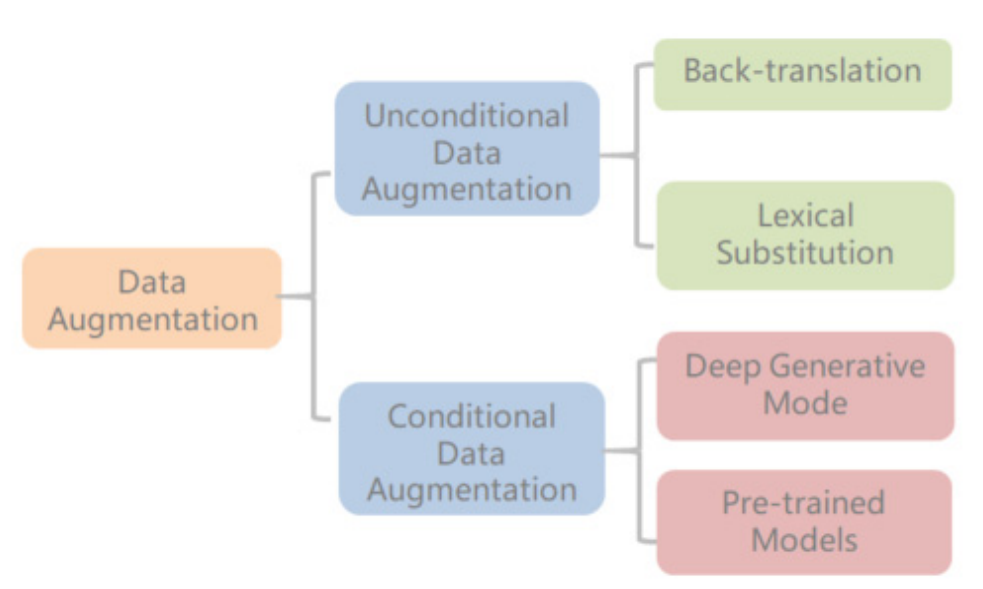 Data
Augmentation
Unconditional
Data
Augmentation
Back-translation
Lexical
Substitution
Conditional
Data
Augmentation
Deep Generative
Mode
Pre-trained
Models